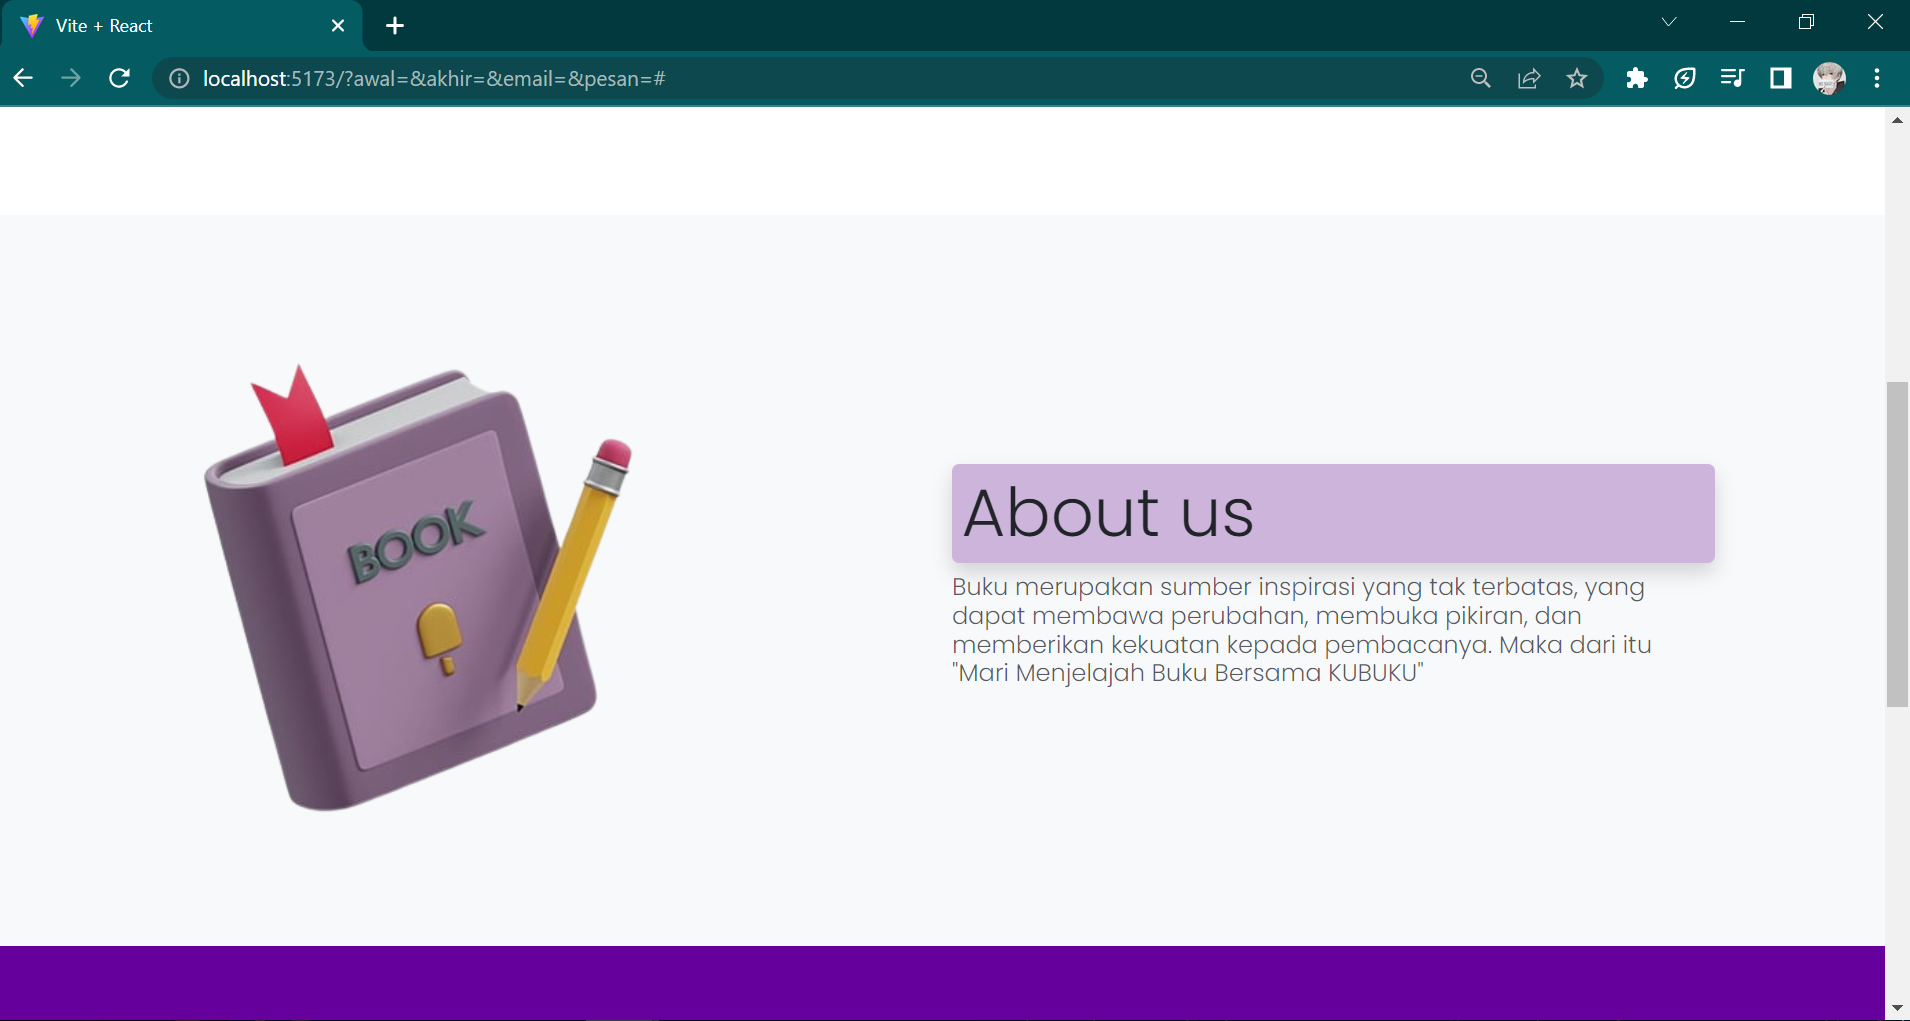 Vite + React
localhost:5173/?awal=&akhir=&email=&pesan=#
BOOK
About us
Buku merupakan sumber inspirasi yang tak terbatas, yang
dapat membawa perubahan, membuka pikiran, dan
memberikan kekuatan kepada pembacanya. Maka dari itu
"Mari Menjelajah Buku Bersama KUBUKU"